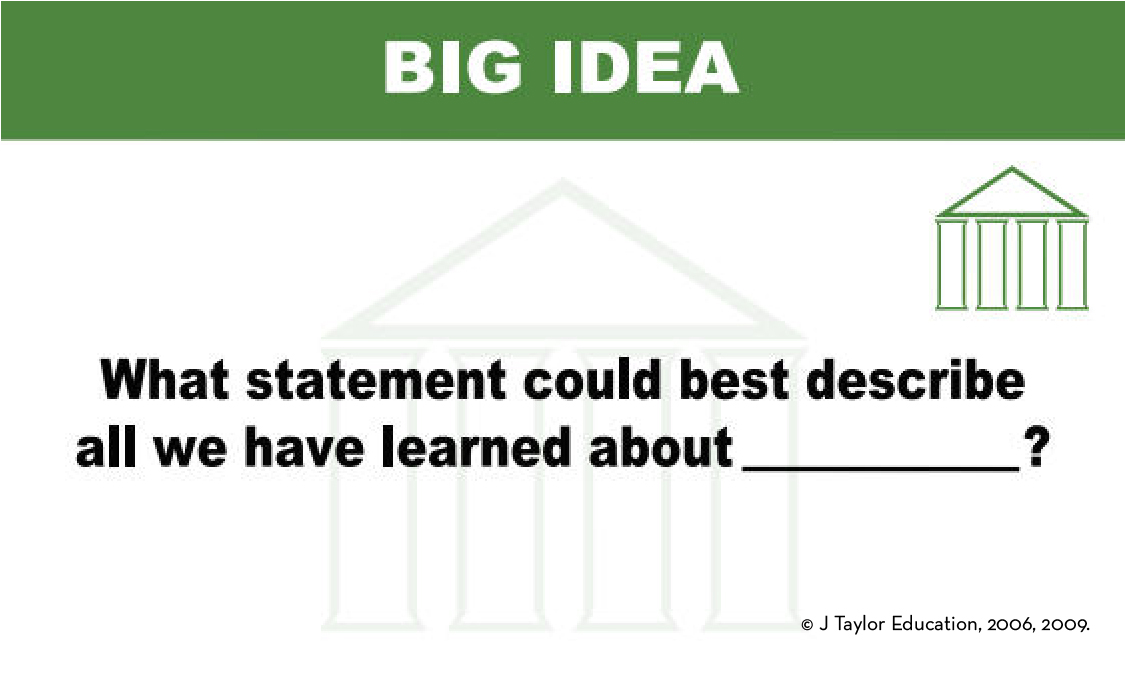 BIG IDEA
What statement could best describe
all we have learned about __________?
© J Taylor Education, 2006, 2009.